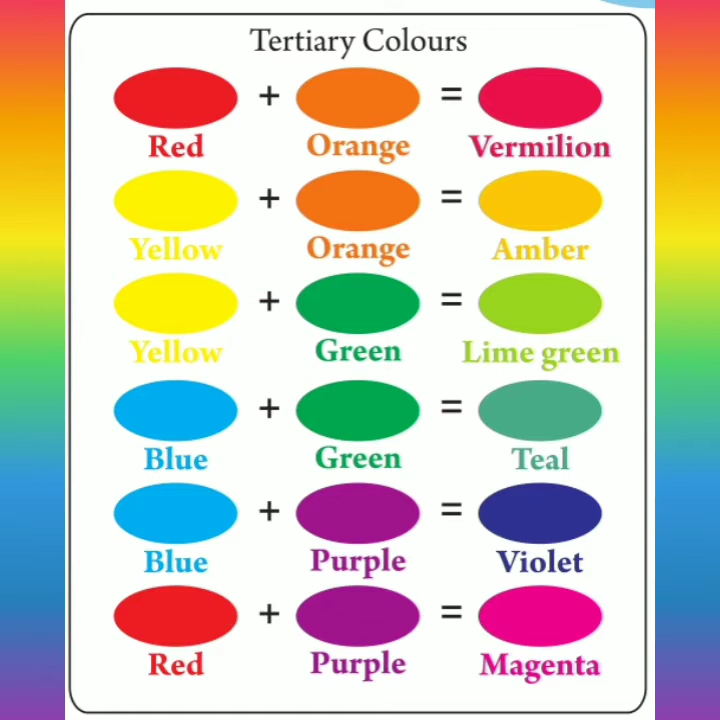 Tertiary Colours
+ =
Red Orange Vermilion
+ =
Yellow Orange Amber
+ =
Yellow Green Lime green
+ =
Blue Green Teal
+ =
Blue Purple Violet
+ =
Red Purple Magenta